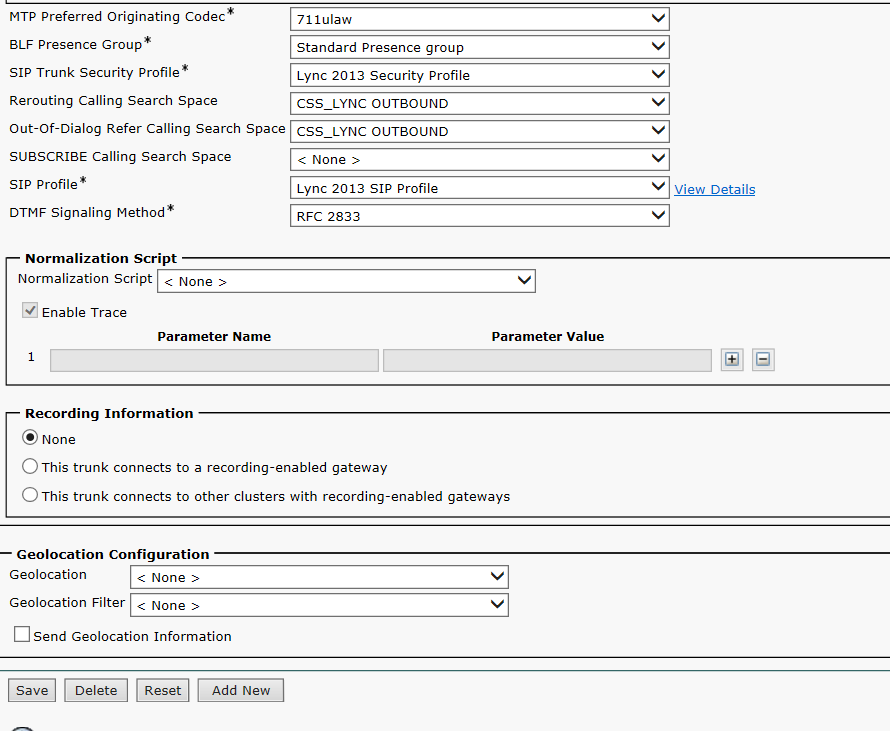 MTP Preferred Originating Codec* 711ulaw
BLF Presence Group* Standard Presence group
SIP Trunk Security Profile* Lync 2013 Security Profile
Rerouting Calling Search Space CSS_LYNC OUTBOUND
Out-Of-Dialog Refer Calling Search Space CSS_LYNC OUTBOUND
SUBSCRIBE Calling Search Space < None >
SIP Profile* Lync 2013 SIP Profile View Details
DTMF Signaling Method* RFC 2833
Normalization Script
Normalization Script < None >
Enable Trace
Parameter Name Parameter Value
1
Recording Information
None
This trunk connects to a recording-enabled gateway
This trunk connects to other clusters with recording-enabled gateways
Geolocation Configuration
Geolocation < None >
Geolocation Filter < None >
Send Geolocation Information
Save Delete Reset Add New